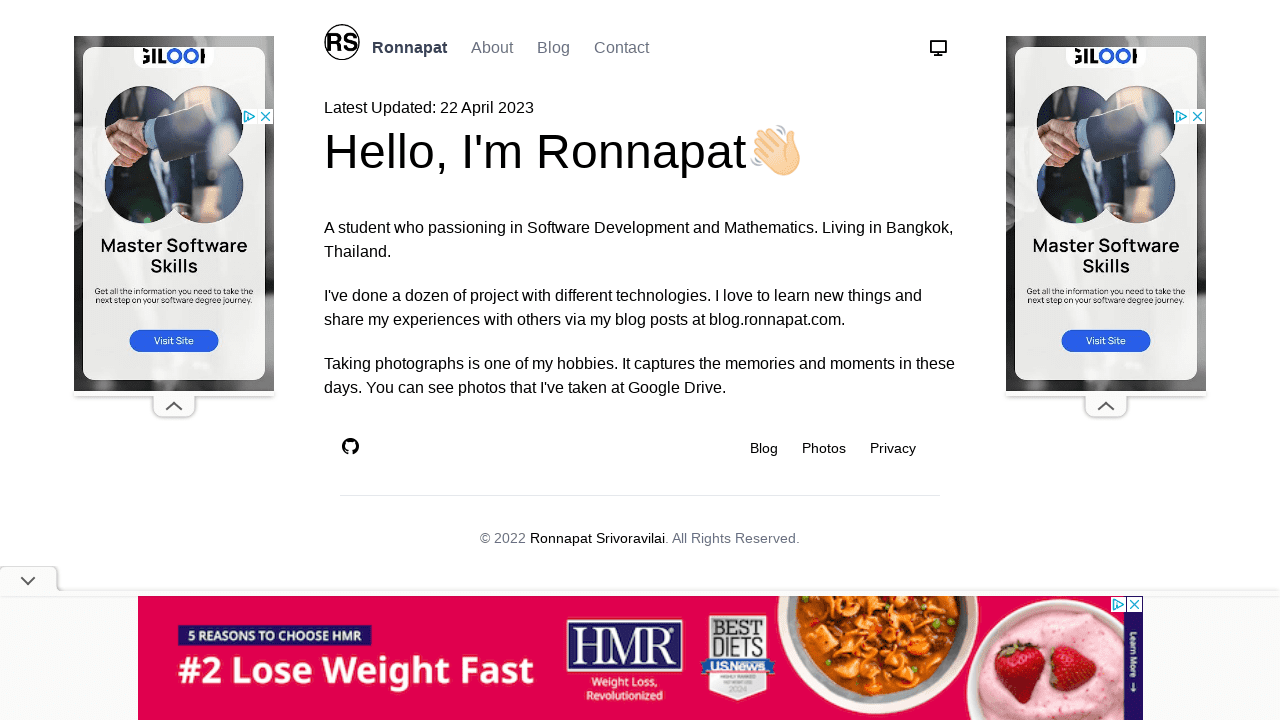 RS Ronnapat About Blog Contact
Latest Updated: 22 April 2023
Hello, I'm Ronnapat
A student who passioning in Software Development and Mathematics. Living in Bangkok,
Thailand.
I've done a dozen of project with different technologies. I love to learn new things and
share my experiences with others via my blog posts at blog.ronnapat.com.
Taking photographs is one of my hobbies. It captures the memories and moments in these
days. You can see photos that I've taken at Google Drive.
Blog Photos Privacy
© 2022 Ronnapat Srivoravilai. All Rights Reserved.
Master Software
Skills
Get all the information you need to take the
next step on your software degree journey.
Visit Site
Master Software
Skills
Get all the information you need to take the
next step on your software degree journey.
Visit Site
5 REASONS TO CHOOSE HMR
#2 Lose Weight Fast
HMR
Weight Loss,
Revolutionized
BEST
DIETS
U.S.News
2024
Learn More →